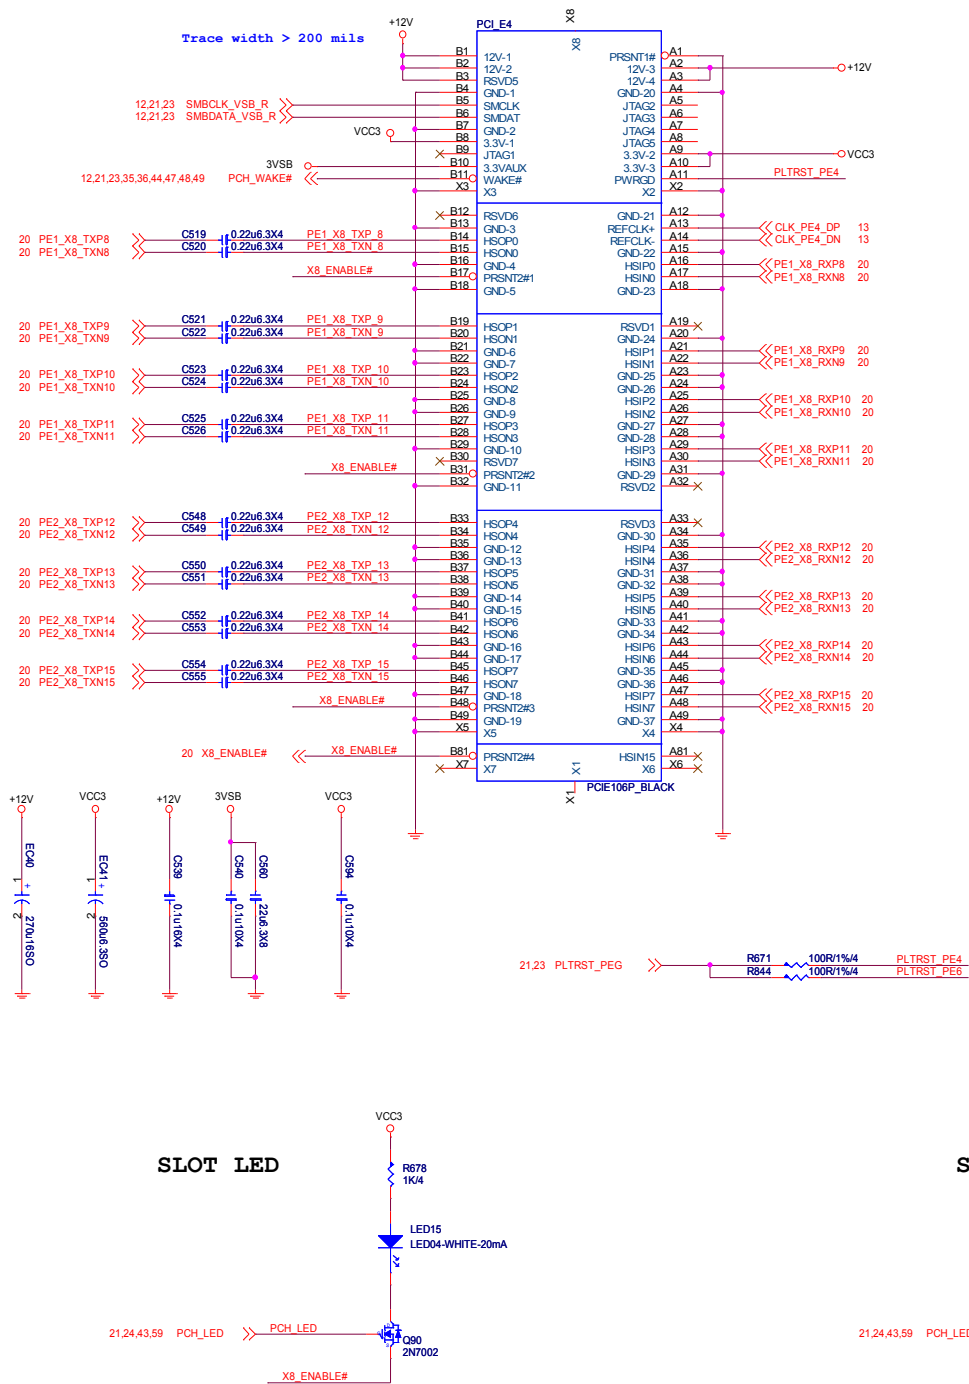 Trace width > 200 mils
+12V
PCI_E4
X8
X8
B1 12V-1 PRSNT1# A1
B2 12V-2 12V-3 A2 +12V
B3 RSVD5 12V-4 A3
B4 GND-1 GND-20 A4
12,21,23 SMBCLK_VSB_R B5 SMCLK JTAG2 A5
12,21,23 SMBDATA_VSB_R B6 SMDAT JTAG3 A6
B7 GND-2 JTAG4 A7
VCC3 B8 3.3V-1 JTAG5 A8
B9 JTAG1 3.3V-2 A9 VCC3
3VSB B10 3.3VAUX 3.3V-3 A10
12,21,23,35,36,44,47,48,49 PCH_WAKE# B11 WAKE# PWRGD A11 PLTRST_PE4
X3 X3 X2 X2
B12 RSVD6 GND-21 A12
B13 GND-3 REFCLK+ A13 CLK_PE4_DP 13
20 PE1_X8_TXP8 C519 0.22u6.3X4 PE1_X8_TXP_8 B14 HSOP0 REFCLK- A14 CLK_PE4_DN 13
20 PE1_X8_TXN8 C520 0.22u6.3X4 PE1_X8_TXN_8 B15 HSON0 GND-22 A15
B16 GND-4 HSIP0 A16 PE1_X8_RXP8 20
X8_ENABLE# B17 PRSNT2#1 HSIN0 A17 PE1_X8_RXN8 20
B18 GND-5 GND-23 A18
20 PE1_X8_TXP9 C521 0.22u6.3X4 PE1_X8_TXP_9 B19 HSOP1 RSVD1 A19
20 PE1_X8_TXN9 C522 0.22u6.3X4 PE1_X8_TXN_9 B20 HSON1 GND-24 A20
B21 GND-6 HSIP1 A21 PE1_X8_RXP9 20
B22 GND-7 HSIN1 A22 PE1_X8_RXN9 20
20 PE1_X8_TXP10 C523 0.22u6.3X4 PE1_X8_TXP_10 B23 HSOP2 GND-25 A23
20 PE1_X8_TXN10 C524 0.22u6.3X4 PE1_X8_TXN_10 B24 HSON2 GND-26 A24
B25 GND-8 HSIP2 A25 PE1_X8_RXP10 20
B26 GND-9 HSIN2 A26 PE1_X8_RXN10 20
20 PE1_X8_TXP11 C525 0.22u6.3X4 PE1_X8_TXP_11 B27 HSOP3 GND-27 A27
20 PE1_X8_TXN11 C526 0.22u6.3X4 PE1_X8_TXN_11 B28 HSON3 GND-28 A28
B29 GND-10 HSIP3 A29 PE1_X8_RXP11 20
B30 RSVD7 HSIN3 A30 PE1_X8_RXN11 20
X8_ENABLE# B31 PRSNT2#2 GND-29 A31
B32 GND-11 RSVD2 A32
20 PE2_X8_TXP12 C548 0.22u6.3X4 PE2_X8_TXP_12 B33 HSOP4 RSVD3 A33
20 PE2_X8_TXN12 C549 0.22u6.3X4 PE2_X8_TXN_12 B34 HSON4 GND-30 A34
B35 GND-12 HSIP4 A35 PE2_X8_RXP12 20
B36 GND-13 HSIN4 A36 PE2_X8_RXN12 20
20 PE2_X8_TXP13 C550 0.22u6.3X4 PE2_X8_TXP_13 B37 HSOP5 GND-31 A37
20 PE2_X8_TXN13 C551 0.22u6.3X4 PE2_X8_TXN_13 B38 HSON5 GND-32 A38
B39 GND-14 HSIP5 A39 PE2_X8_RXP13 20
B40 GND-15 HSIN5 A40 PE2_X8_RXN13 20
20 PE2_X8_TXP14 C552 0.22u6.3X4 PE2_X8_TXP_14 B41 HSOP6 GND-33 A41
20 PE2_X8_TXN14 C553 0.22u6.3X4 PE2_X8_TXN_14 B42 HSON6 GND-34 A42
B43 GND-16 HSIP6 A43 PE2_X8_RXP14 20
B44 GND-17 HSIN6 A44 PE2_X8_RXN14 20
20 PE2_X8_TXP15 C554 0.22u6.3X4 PE2_X8_TXP_15 B45 HSOP7 GND-35 A45
20 PE2_X8_TXN15 C555 0.22u6.3X4 PE2_X8_TXN_15 B46 HSON7 GND-36 A46
B47 GND-18 HSIP7 A47 PE2_X8_RXP15 20
X8_ENABLE# B48 PRSNT2#3 HSIN7 A48 PE2_X8_RXN15 20
B49 GND-19 GND-37 A49
X5 X5 X4 X4
20 X8_ENABLE# X8_ENABLE# B81 PRSNT2#4 HSIN15 A81
X7 X7 X1 X6 X6
X1 PCIE106P_BLACK
+12V VCC3 +12V 3VSB VCC3
EC40 1 + 2 270u16SO
EC41 1 + 2 560u6.3SO
C539 0.1u16X4
C540 0.1u10X4
C560 22u6.3X8
C594 0.1u10X4
21,23 PLTRST_PEG R671 100R/1%/4 PLTRST_PE4
R844 100R/1%/4 PLTRST_PE6
VCC3
SLOT LED
S
R678
1K/4
LED15
LED04-WHITE-20mA
21,24,43,59 PCH_LED PCH_LED
Q90
2N7002
X8_ENABLE#
21,24,43,59 PCH_LED